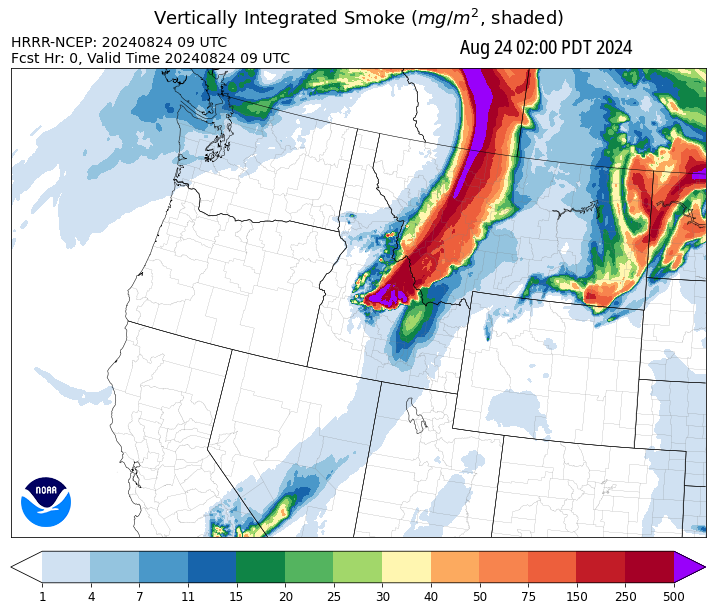 Vertically Integrated Smoke (mg/m², shaded)
HRRR-NCEP: 20240824 09 UTC
Aug 24 02:00 PDT 2024
Fcst Hr: 0, Valid Time 20240824 09 UTC
NOAA
1 4 7 11 15 20 25 30 40 50 75 150 250 500